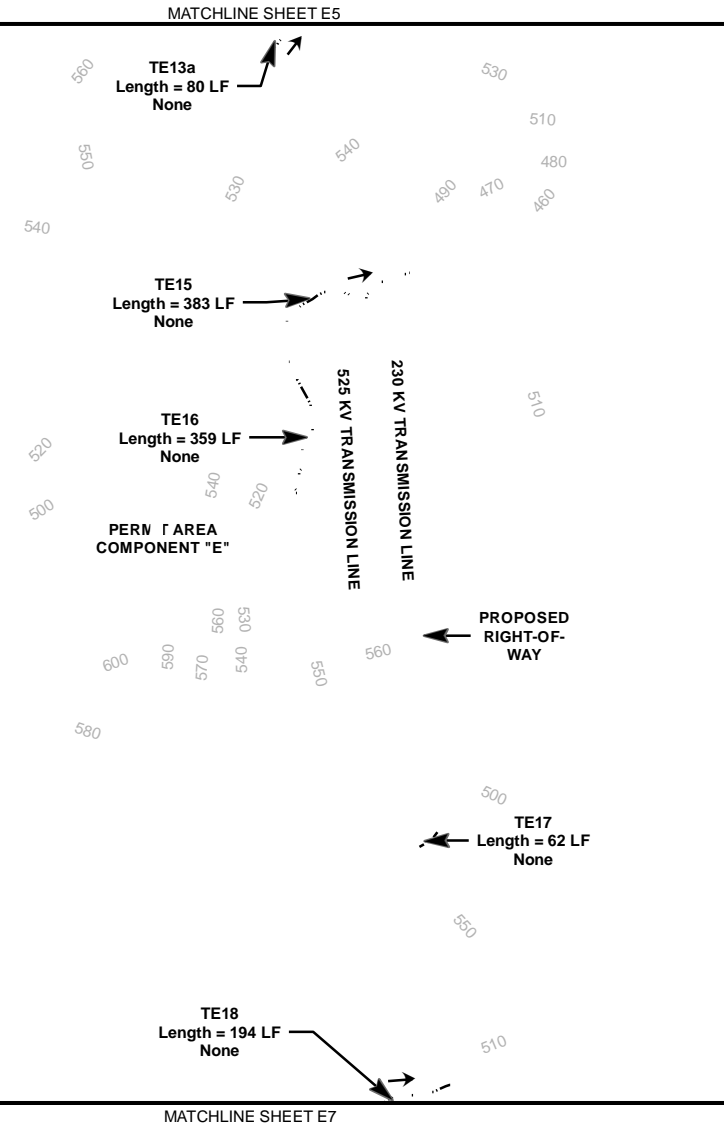 MATCHLINE SHEET E5
TE13a
Length = 80 LF
None
560
530
510
550
540
480
530
490
470
460
540
TE15
Length = 383 LF
None
525 KV TRANSMISSION LINE
230 KV TRANSMISSION LINE
510
TE16
Length = 359 LF
None
520
540
520
500
PERM T AREA
COMPONENT "E"
560
530
PROPOSED
RIGHT-OF-
WAY
600
590
570
540
550
560
580
500
TE17
Length = 62 LF
None
550
TE18
Length = 194 LF
None
510
MATCHLINE SHEET E7